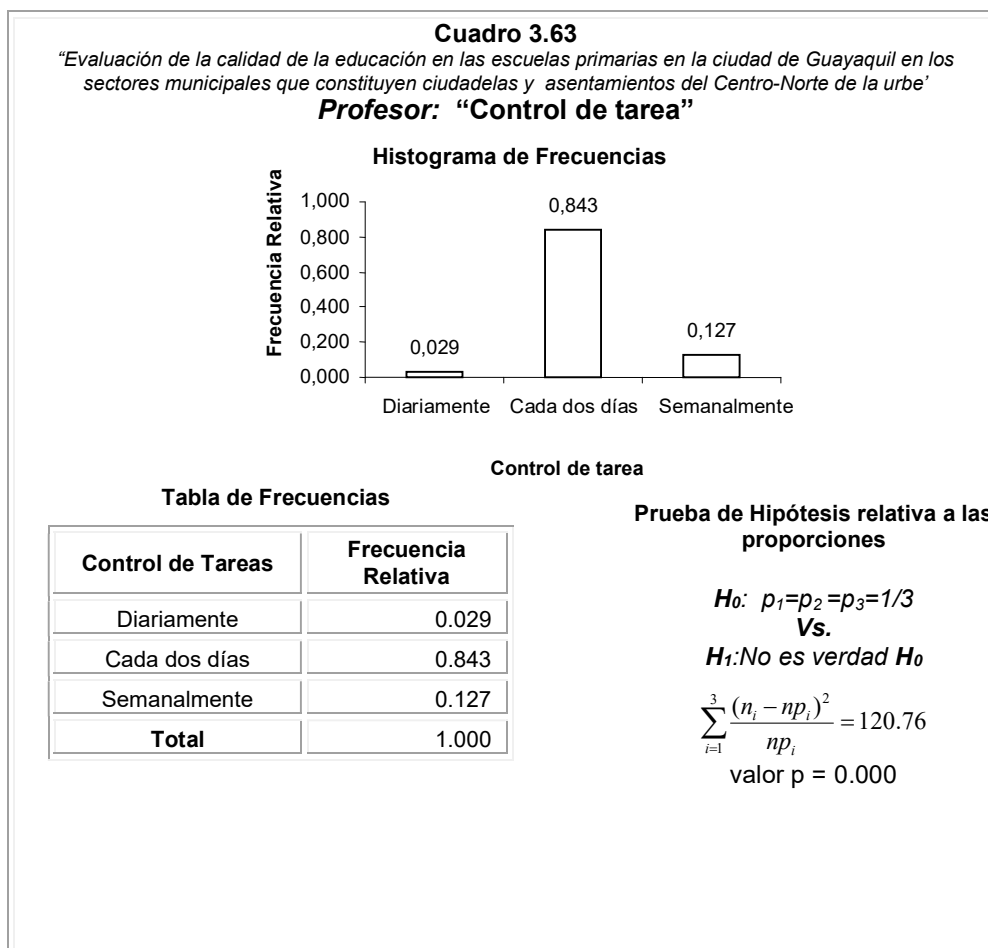 Cuadro 3.63
“Evaluación de la calidad de la educación en las escuelas primarias en la ciudad de Guayaquil en los
sectores municipales que constituyen ciudadelas y asentamientos del Centro-Norte de la urbe’
Profesor: “Control de tarea”
Histograma de Frecuencias
Frecuencia Relativa
1,000
0,800
0,600
0,400
0,200
0,000
0,029
0,843
0,127
Diariamente Cada dos días Semanalmente
Control de tarea
Tabla de Frecuencias
Control de Tareas Frecuencia
Relativa
Diariamente 0.029
Cada dos días 0.843
Semanalmente 0.127
Total 1.000
Prueba de Hipótesis relativa a las
proporciones
H₀: p₁=p₂ =p₃=1/3
Vs.
H₁:No es verdad H₀
∑_{i=1}^{3} (n_i − np_i)² / np_i = 120.76
valor p = 0.000